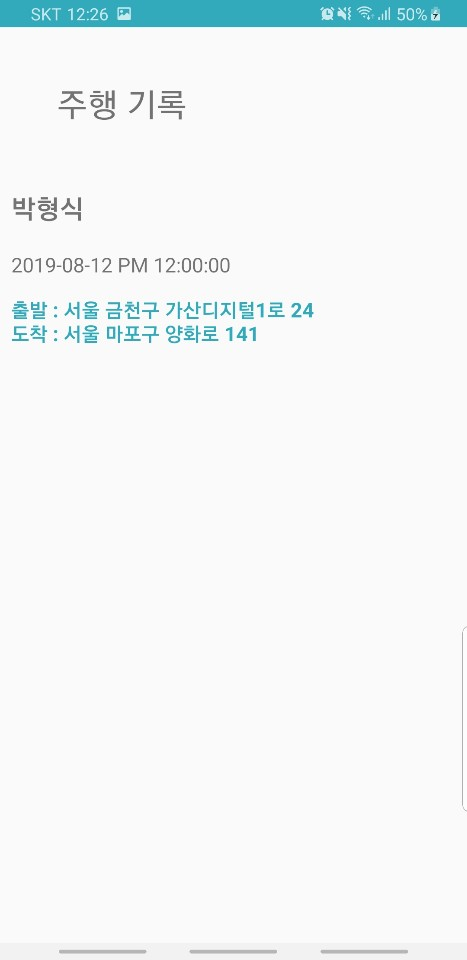 SKT 12:26 50%
주행 기록
박형식
2019-08-12 PM 12:00:00
출발 : 서울 금천구 가산디지털1로 24
도착 : 서울 마포구 양화로 141